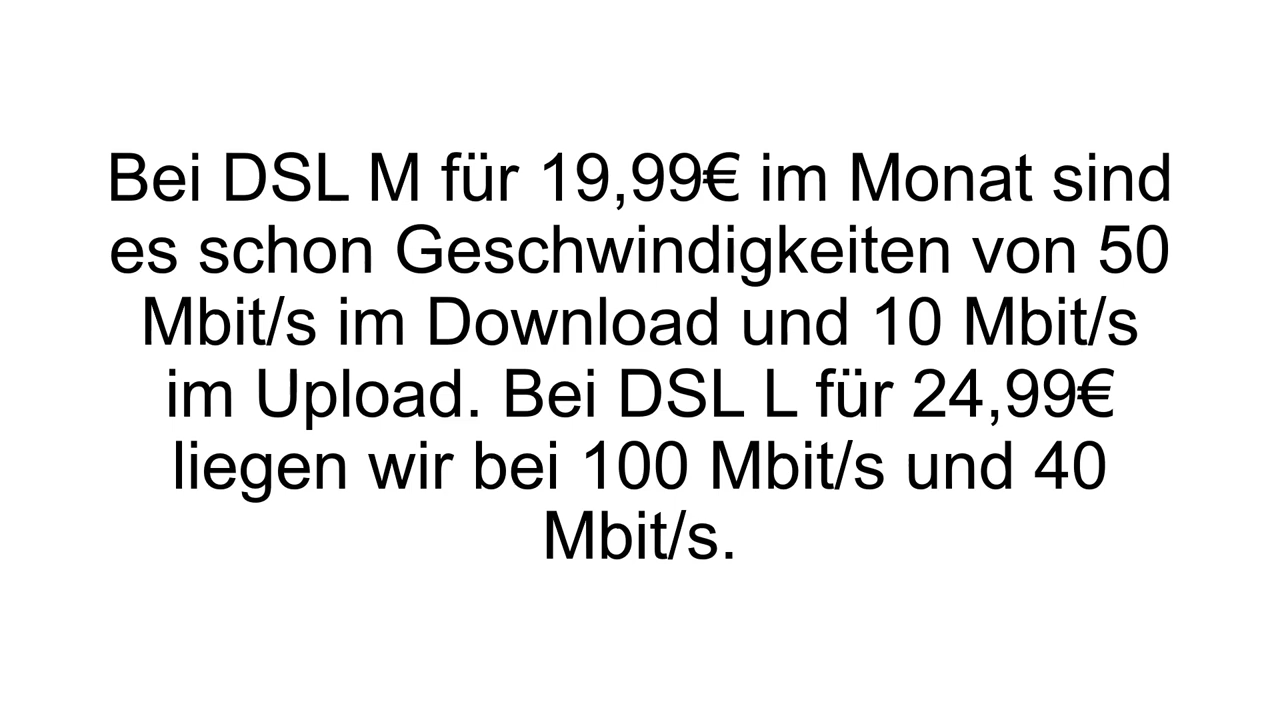 Bei DSL M für 19,99€ im Monat sind
es schon Geschwindigkeiten von 50
Mbit/s im Download und 10 Mbit/s
im Upload. Bei DSL L für 24,99€
liegen wir bei 100 Mbit/s und 40
Mbit/s.